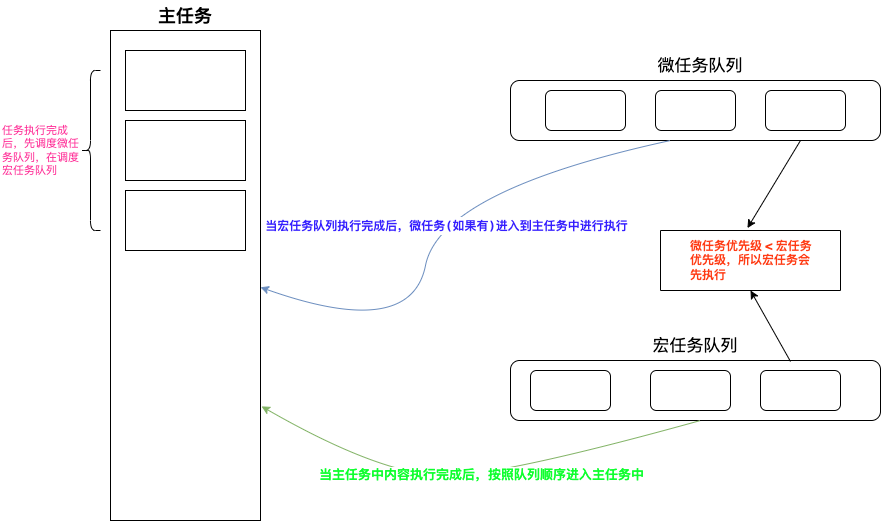 主任务
微任务队列
任务执行完成
后，先调度微任
务队列，在调度
宏任务队列
当宏任务队列执行完成后，微任务(如果有)进入到主任务中进行执行
微任务优先级 < 宏任务
优先级，所以宏任务会
先执行
宏任务队列
当主任务中内容执行完成后，按照队列顺序进入主任务中